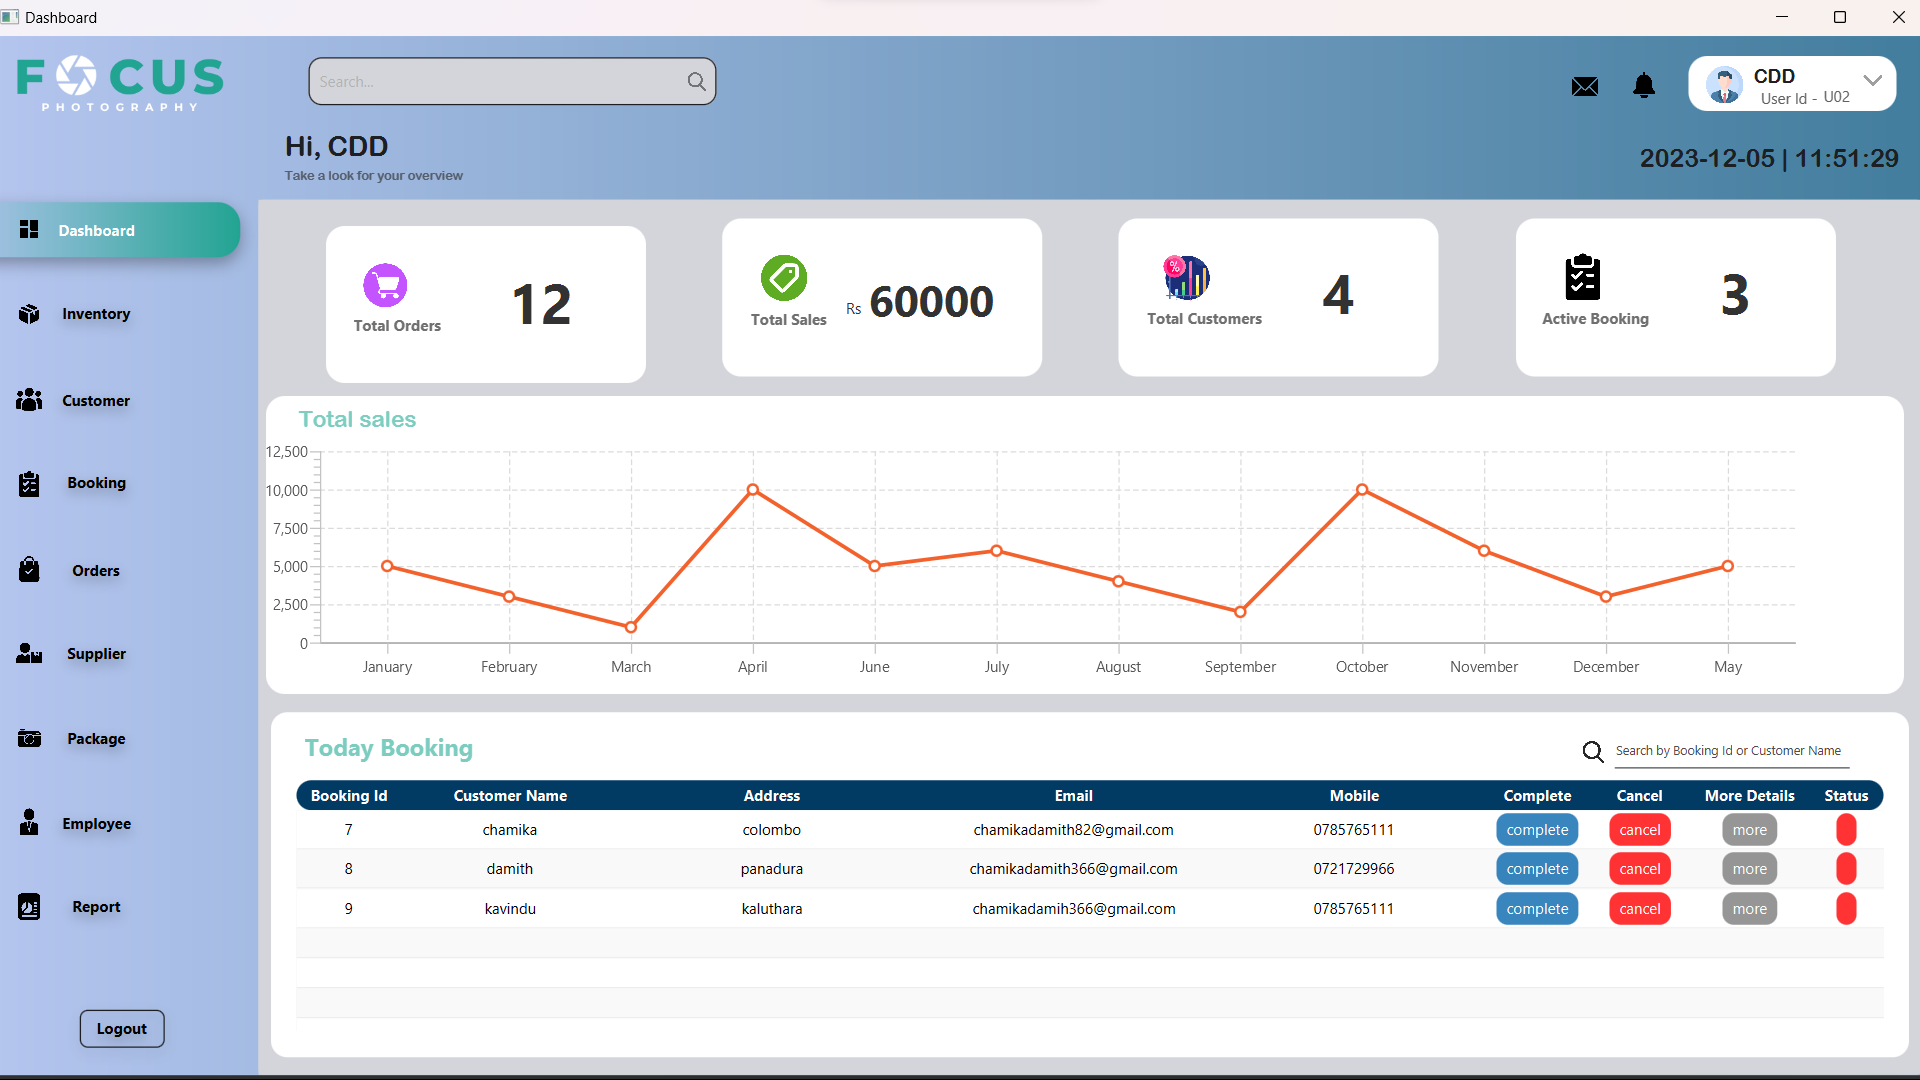 Dashboard
FOCUS
PHOTOGRAPHY
Search...
CDD
User Id - U02
Hi, CDD
Take a look for your overview
2023-12-05 | 11:51:29
Dashboard
Inventory
Customer
Booking
Orders
Supplier
Package
Employee
Report
Logout
Total Orders 12
Total Sales Rs 60000
Total Customers 4
Active Booking 3
%
Total sales
12,500
10,000
7,500
5,000
2,500
0
January February March April June July August September October November December May
Today Booking
Search by Booking Id or Customer Name
Booking Id Customer Name Address Email Mobile Complete Cancel More Details Status
7 chamika colombo chamikadamith82@gmail.com 0785765111 complete cancel more
8 damith panadura chamikadamith366@gmail.com 0721729966 complete cancel more
9 kavindu kaluthara chamikadamih366@gmail.com 0785765111 complete cancel more